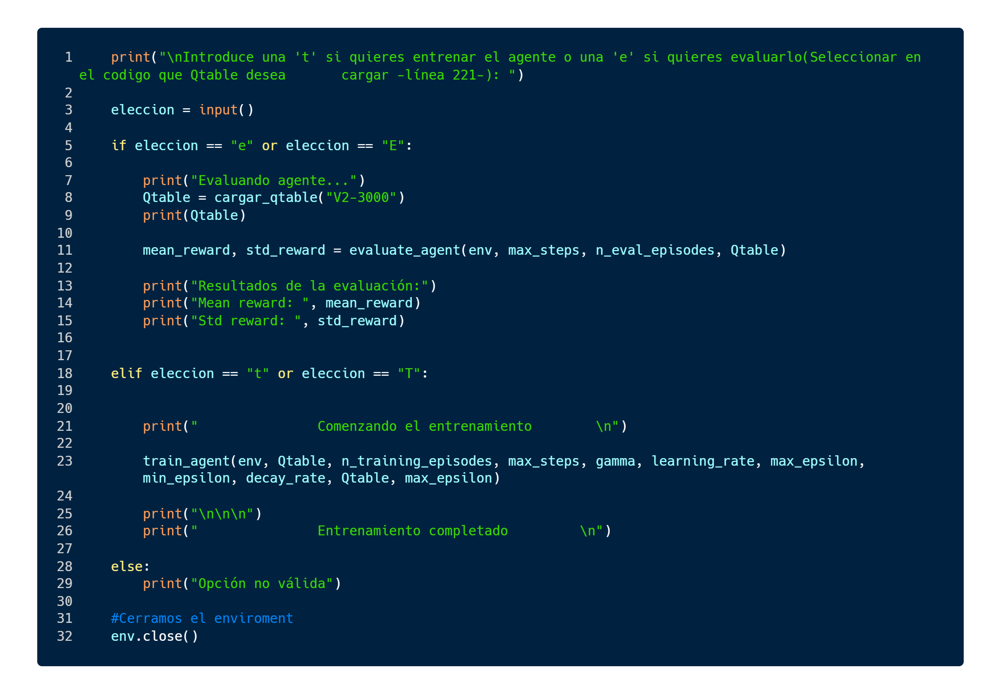 1    print("\nIntroduce una 't' si quieres entrenar el agente o una 'e' si quieres evaluarlo(Seleccionar en
el codigo que Qtable desea       cargar -línea 221-): ")
2
3    eleccion = input()
4
5    if eleccion == "e" or eleccion == "E":
6
7        print("Evaluando agente...")
8        Qtable = cargar_qtable("V2-3000")
9        print(Qtable)
10
11        mean_reward, std_reward = evaluate_agent(env, max_steps, n_eval_episodes, Qtable)
12
13        print("Resultados de la evaluación:")
14        print("Mean reward: ", mean_reward)
15        print("Std reward: ", std_reward)
16
17
18    elif eleccion == "t" or eleccion == "T":
19
20
21        print("               Comenzando el entrenamiento        \n")
22
23        train_agent(env, Qtable, n_training_episodes, max_steps, gamma, learning_rate, max_epsilon,
        min_epsilon, decay_rate, Qtable, max_epsilon)
24
25        print("\n\n\n")
26        print("               Entrenamiento completado         \n")
27
28    else:
29        print("Opción no válida")
30
31    #Cerramos el enviroment
32    env.close()